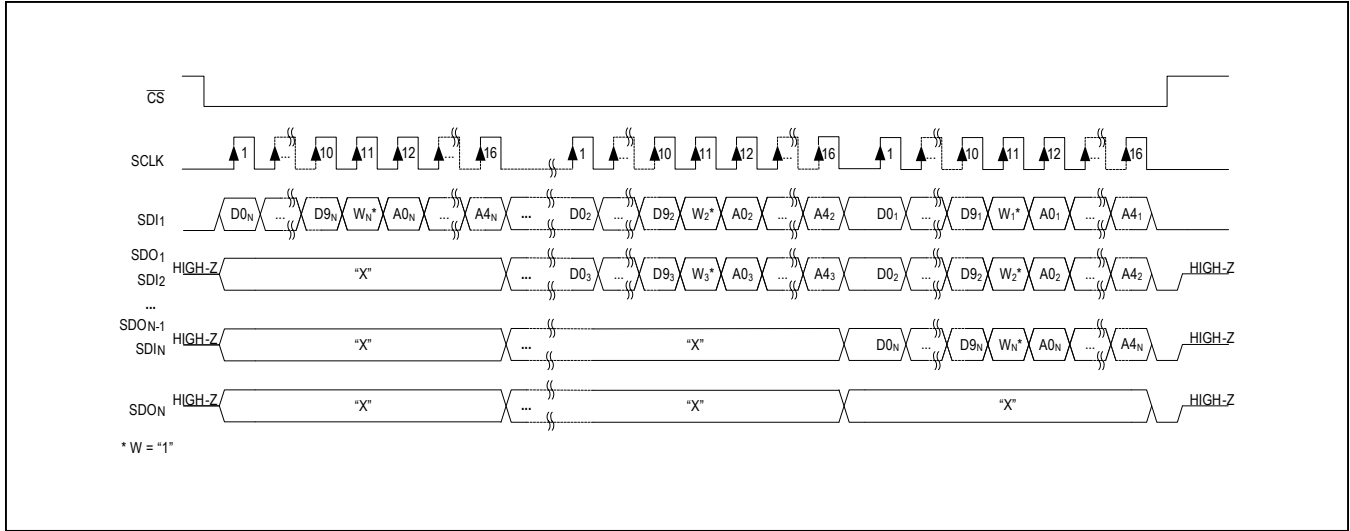 CS
SCLK 1 ... 10 11 12 ... 16 1 ... 10 11 12 ... 16 1 ... 10 11 12 ... 16
SDI1 D0N ... D9N WN* A0N ... A4N ... D02 ... D92 W2* A02 ... A42 D01 ... D91 W1* A01 ... A41
SDO1
SDI2 HIGH-Z "X" ... D03 ... D93 W3* A03 ... A43 D02 ... D92 W2* A02 ... A42 HIGH-Z
...
SDON-1
SDIN HIGH-Z "X" ... "X" D0N ... D9N WN* A0N ... A4N HIGH-Z
SDON HIGH-Z "X" ... "X" "X" HIGH-Z
* W = "1"